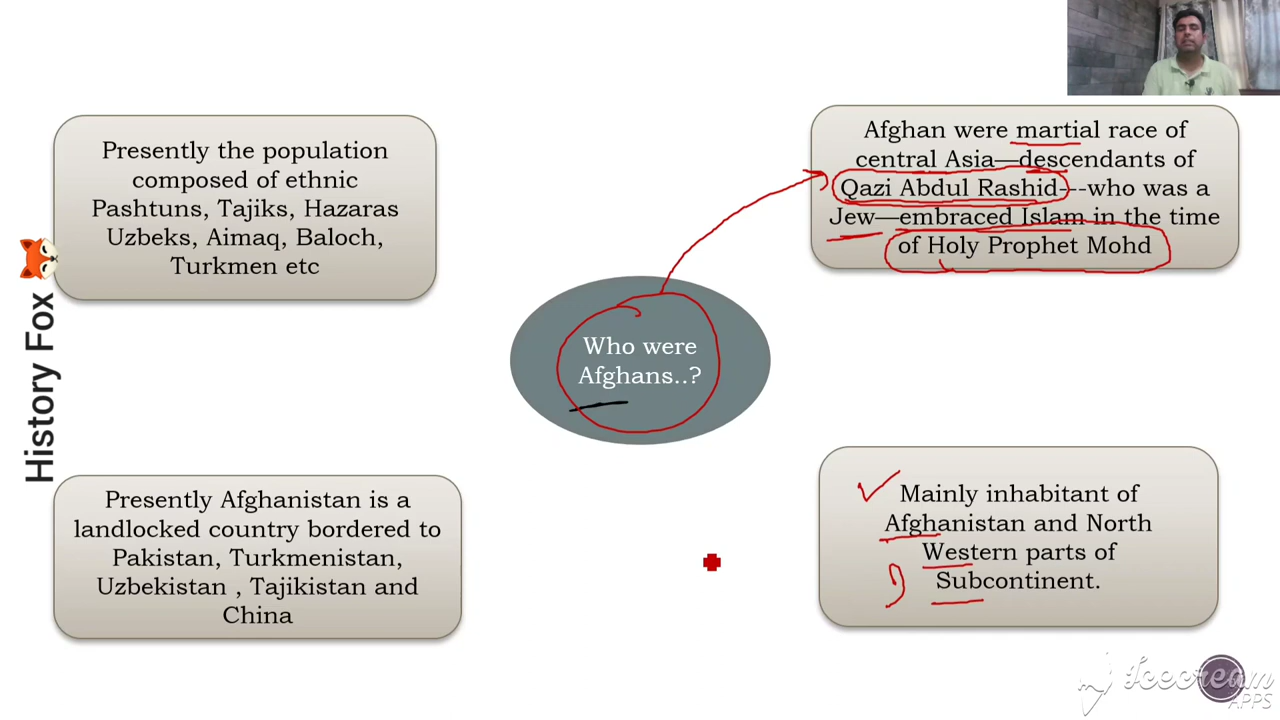 Presently the population
composed of ethnic
Pashtuns, Tajiks, Hazaras
Uzbeks, Aimaq, Baloch,
Turkmen etc
Afghan were martial race of
central Asia—descendants of
Qazi Abdul Rashid---who was a
Jew—embraced Islam in the time
of Holy Prophet Mohd
History Fox
Who were
Afghans..?
Presently Afghanistan is a
landlocked country bordered to
Pakistan, Turkmenistan,
Uzbekistan , Tajikistan and
China
Mainly inhabitant of
Afghanistan and North
Western parts of
Subcontinent.
Icecream
APPS